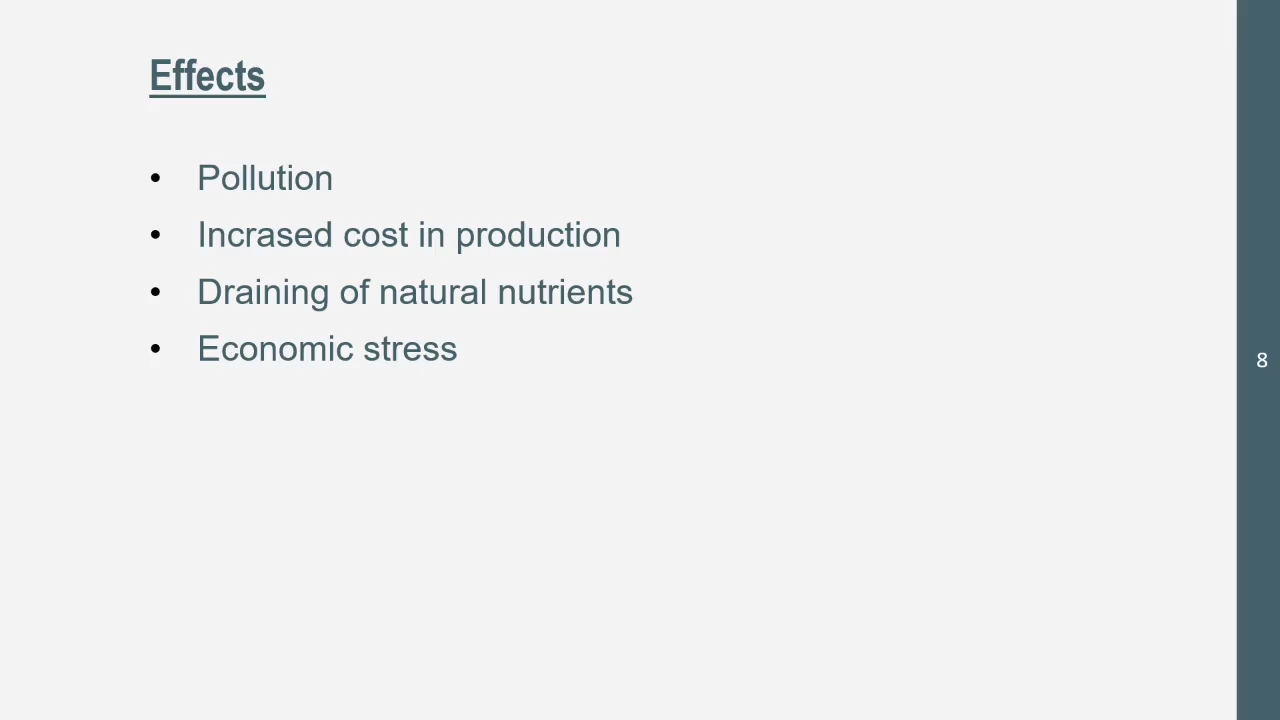 Effects
• Pollution
• Incrased cost in production
• Draining of natural nutrients
• Economic stress
8